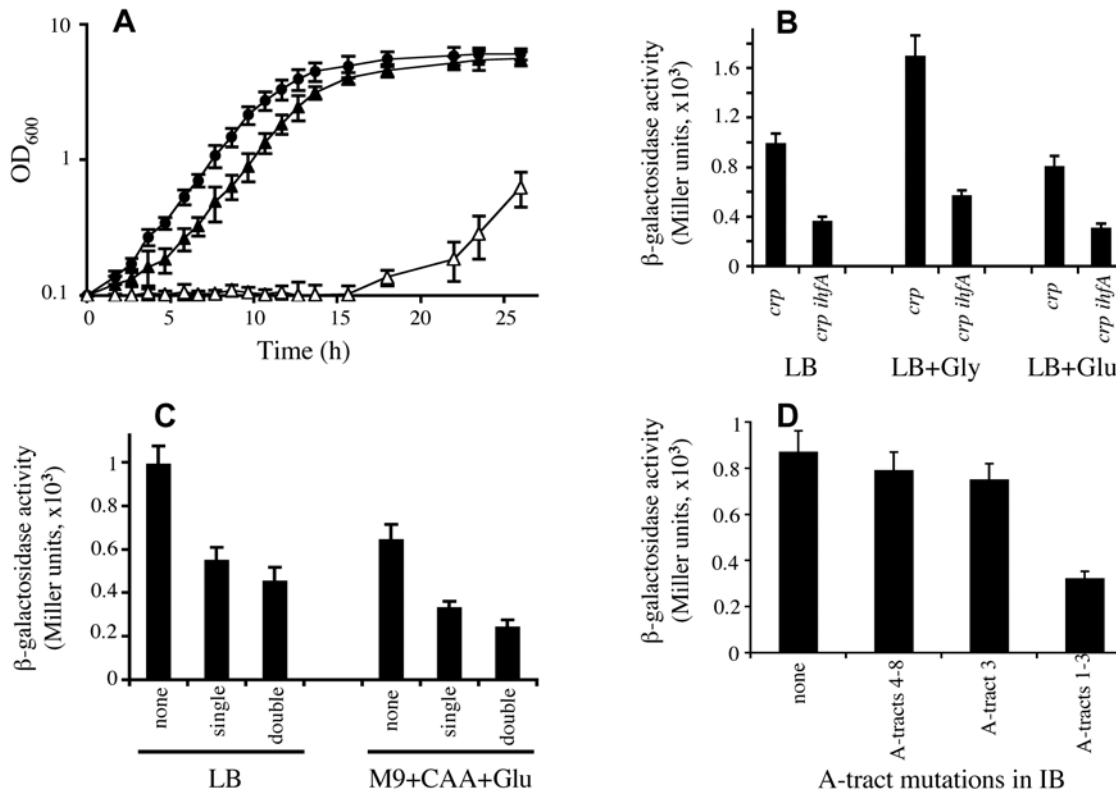 A
10
1
0.1
OD600
0 5 10 15 20 25
Time (h)
B
β-galactosidase activity
(Miller units, x10³)
1.6
1.2
0.8
0.4
0
crp
crp ihfA
crp
crp ihfA
crp
crp ihfA
LB LB+Gly LB+Glu
C
β-galactosidase activity
(Miller units, x10³)
1
0.8
0.6
0.4
0.2
0
none
single
double
none
single
double
LB M9+CAA+Glu
D
β-galactosidase activity
(Miller units, x10³)
1
0.8
0.6
0.4
0.2
0
none
A-tracts 4-8
A-tract 3
A-tracts 1-3
A-tract mutations in IB